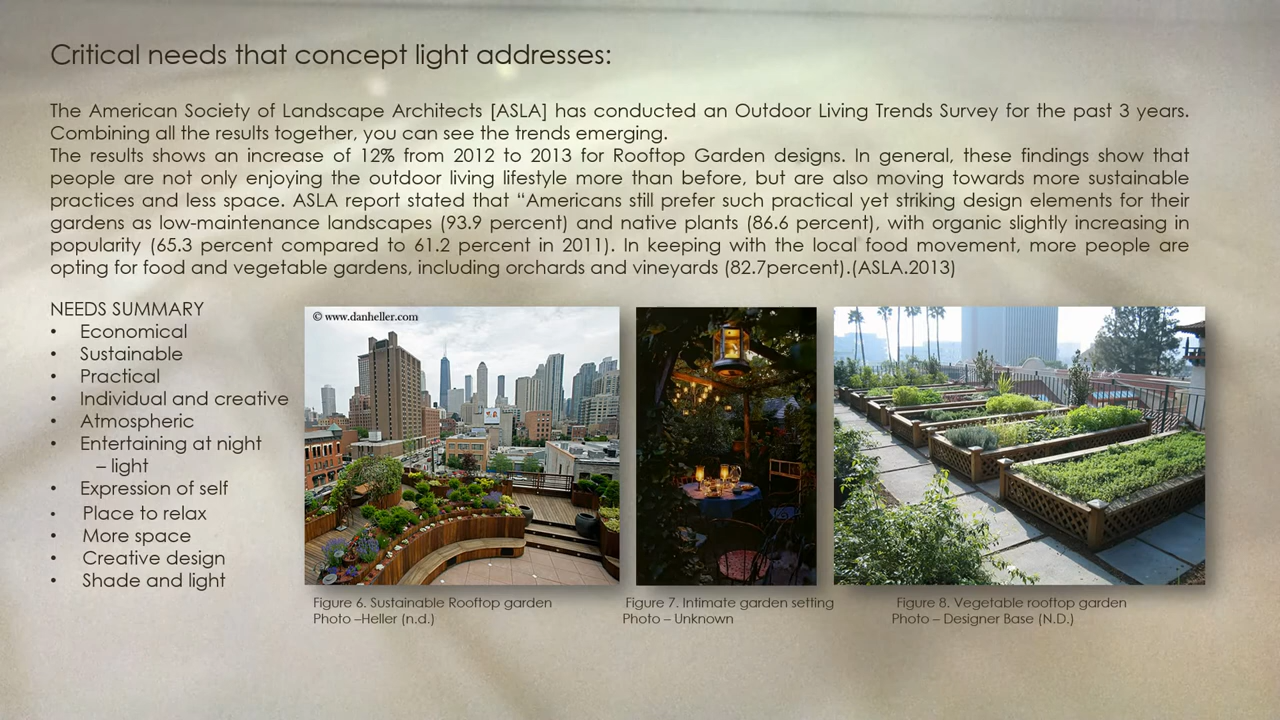 Critical needs that concept light addresses:
The American Society of Landscape Architects [ASLA] has conducted an Outdoor Living Trends Survey for the past 3 years.
Combining all the results together, you can see the trends emerging.
The results shows an increase of 12% from 2012 to 2013 for Rooftop Garden designs. In general, these findings show that
people are not only enjoying the outdoor living lifestyle more than before, but are also moving towards more sustainable
practices and less space. ASLA report stated that “Americans still prefer such practical yet striking design elements for their
gardens as low-maintenance landscapes (93.9 percent) and native plants (86.6 percent), with organic slightly increasing in
popularity (65.3 percent compared to 61.2 percent in 2011). In keeping with the local food movement, more people are
opting for food and vegetable gardens, including orchards and vineyards (82.7percent).(ASLA.2013)
NEEDS SUMMARY
• Economical
• Sustainable
• Practical
• Individual and creative
• Atmospheric
• Entertaining at night
– light
• Expression of self
• Place to relax
• More space
• Creative design
• Shade and light
© www.danheller.com
Figure 6. Sustainable Rooftop garden
Photo –Heller (n.d.)
Figure 7. Intimate garden setting
Photo – Unknown
Figure 8. Vegetable rooftop garden
Photo – Designer Base (N.D.)